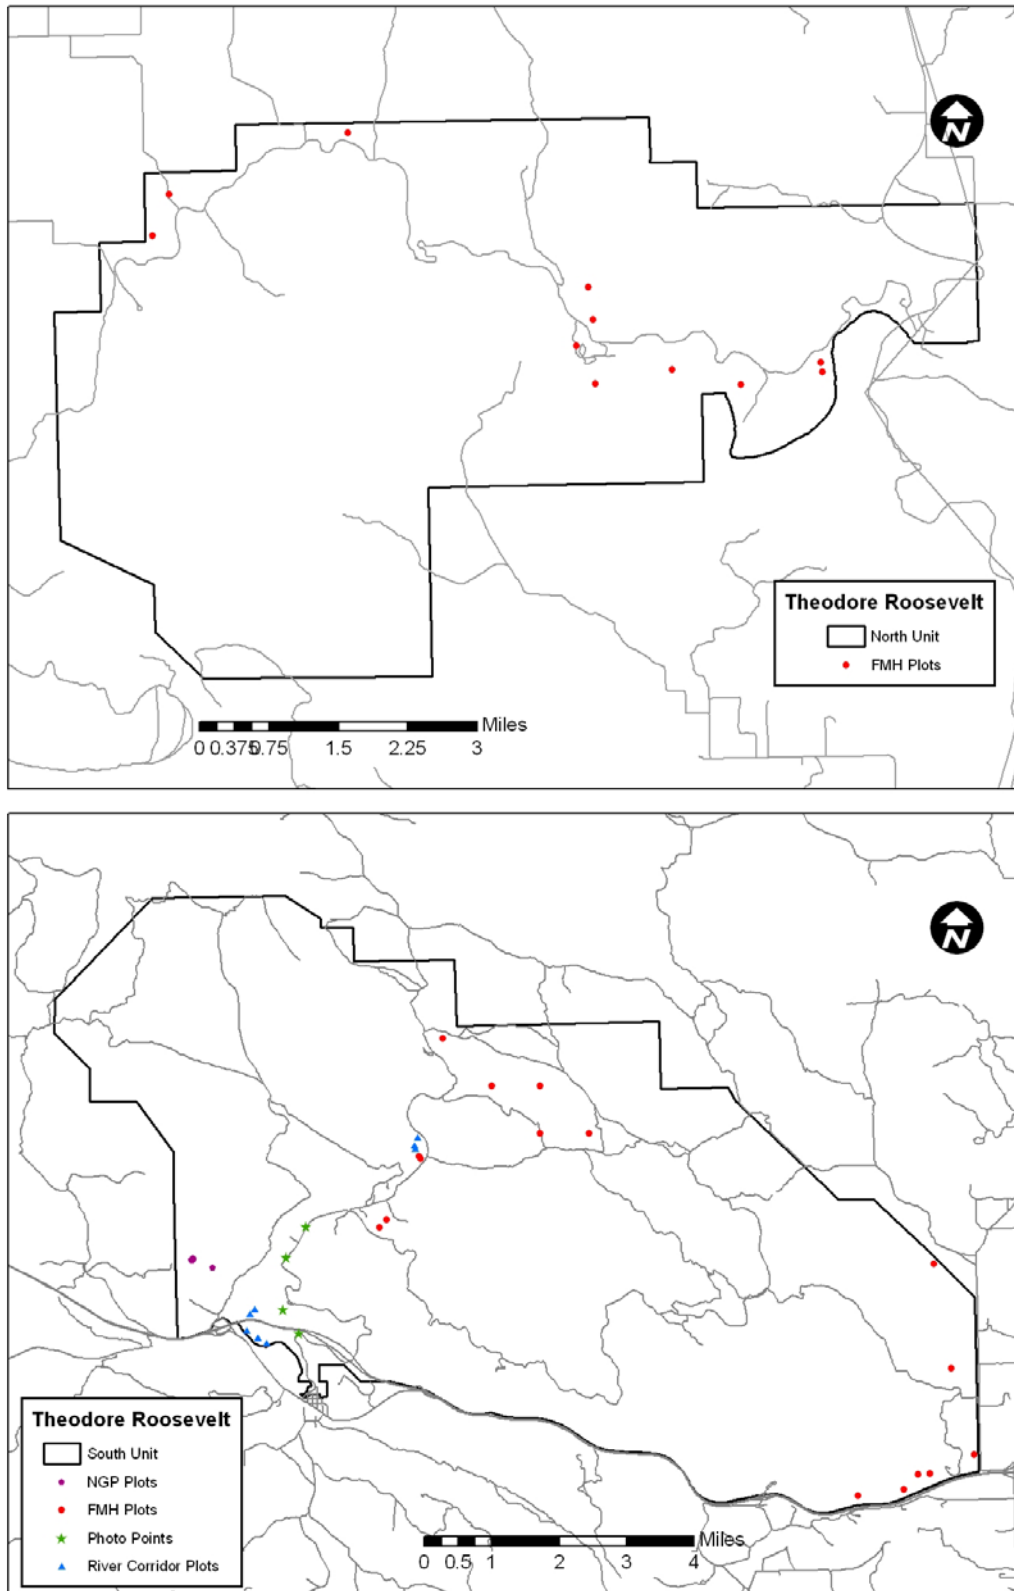 N
Theodore Roosevelt
North Unit
FMH Plots
Miles
0 0.375 0.75 1.5 2.25 3
N
Theodore Roosevelt
South Unit
NGP Plots
FMH Plots
Photo Points
River Corridor Plots
Miles
0 0.5 1 2 3 4